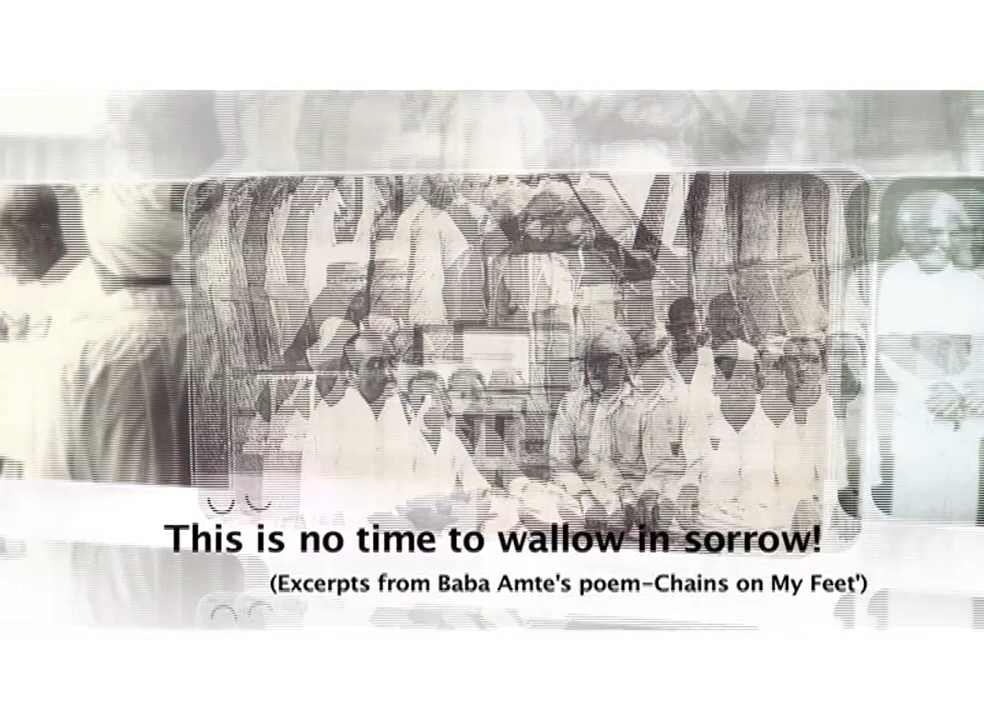 This is no time to wallow in sorrow!
(Excerpts from Baba Amte's poem-Chains on My Feet')